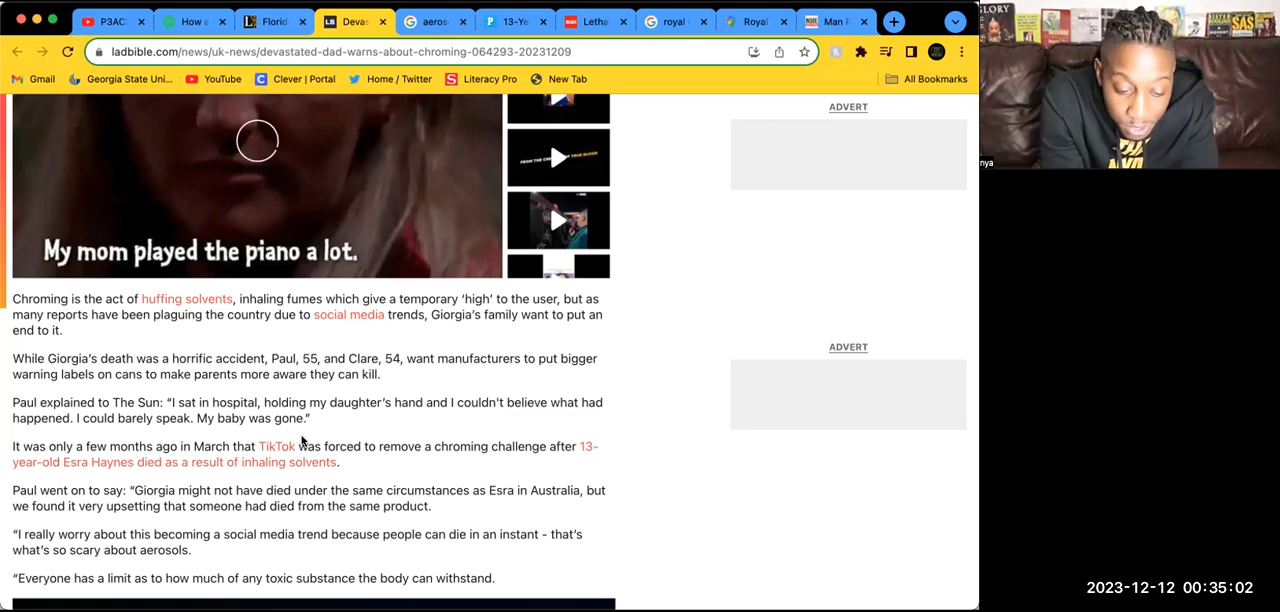 P3AC
How a
Florid
Devas
aeros
13-Ye
Letha
royal
Royal
Man P
ladbible.com/news/uk-news/devastated-dad-warns-about-chroming-064293-20231209
Gmail
Georgia State Uni...
YouTube
Clever | Portal
Home / Twitter
Literacy Pro
New Tab
All Bookmarks
GLORY
SAS
nya
ADVERT
My mom played the piano a lot.
Chroming is the act of huffing solvents, inhaling fumes which give a temporary ‘high’ to the user, but as
many reports have been plaguing the country due to social media trends, Giorgia’s family want to put an
end to it.
ADVERT
While Giorgia’s death was a horrific accident, Paul, 55, and Clare, 54, want manufacturers to put bigger
warning labels on cans to make parents more aware they can kill.
Paul explained to The Sun: “I sat in hospital, holding my daughter’s hand and I couldn't believe what had
happened. I could barely speak. My baby was gone.”
It was only a few months ago in March that TikTok was forced to remove a chroming challenge after 13-
year-old Esra Haynes died as a result of inhaling solvents.
Paul went on to say: “Giorgia might not have died under the same circumstances as Esra in Australia, but
we found it very upsetting that someone had died from the same product.
“I really worry about this becoming a social media trend because people can die in an instant - that’s
what’s so scary about aerosols.
“Everyone has a limit as to how much of any toxic substance the body can withstand.
2023-12-12 00:35:02